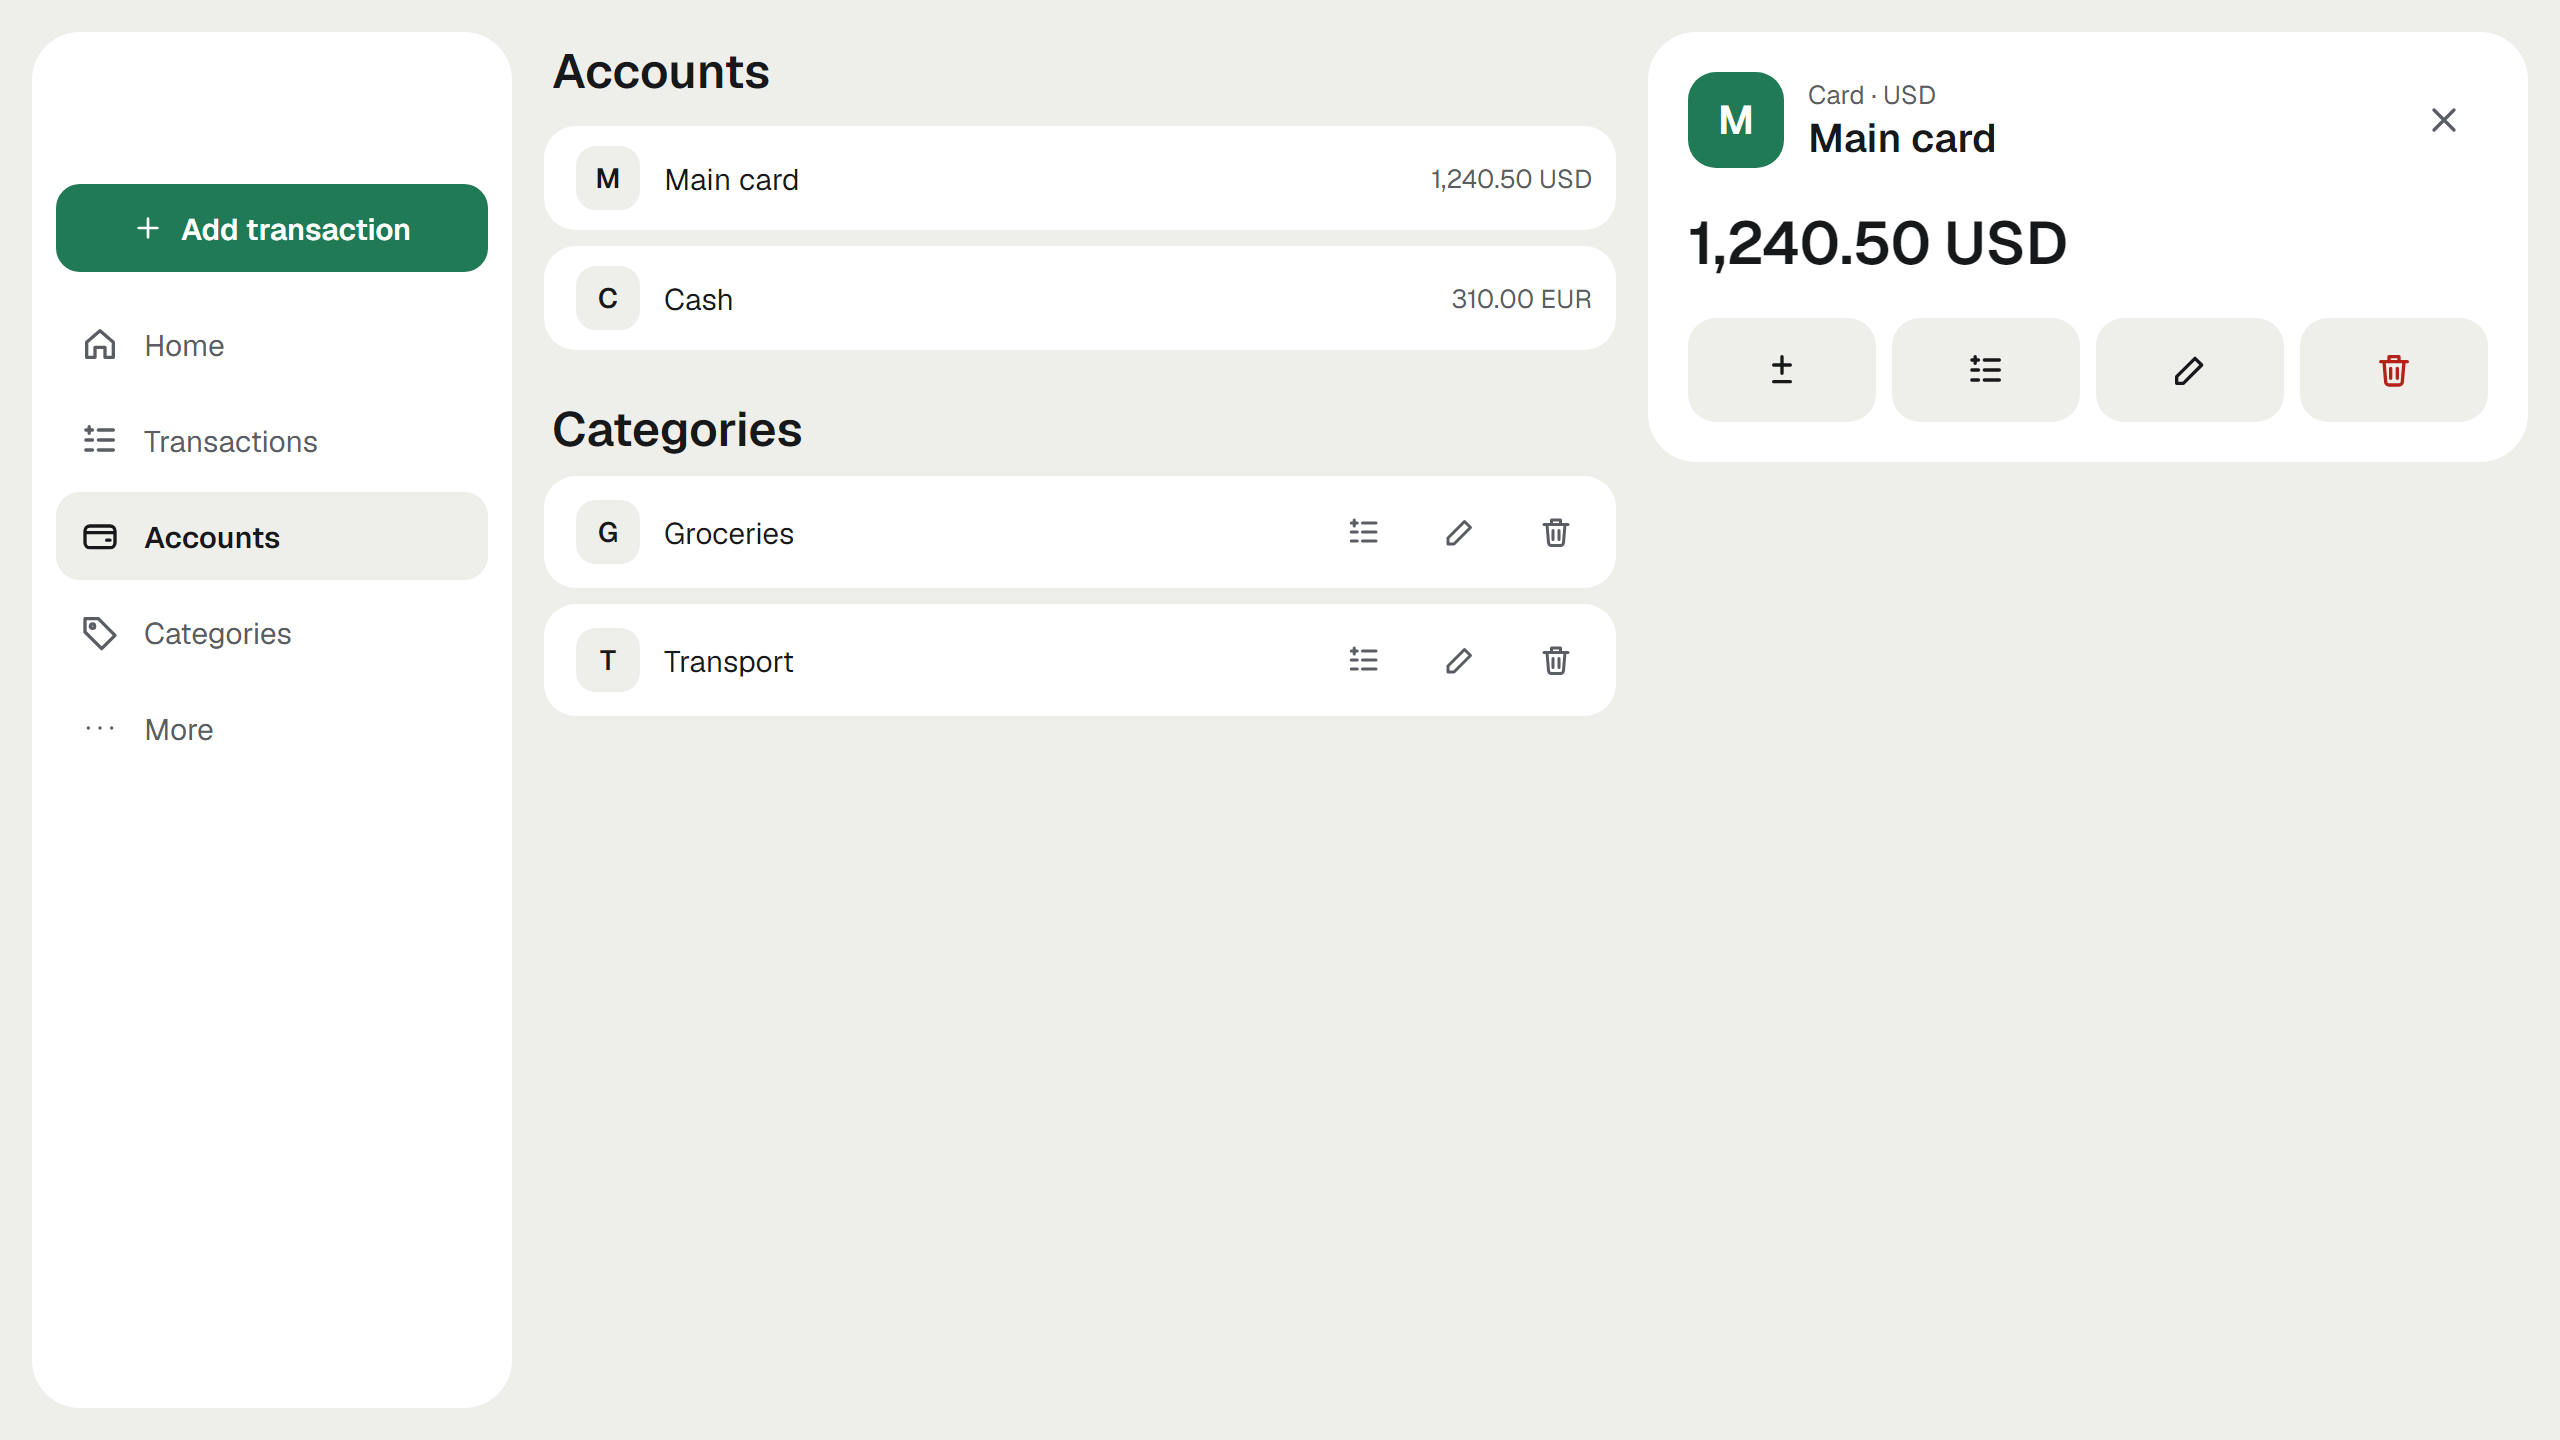 Add transaction
Home
Transactions
Accounts
Categories
More
Accounts
M Main card 1,240.50 USD
C Cash 310.00 EUR
Categories
G Groceries
T Transport
M
Card · USD
Main card
1,240.50 USD